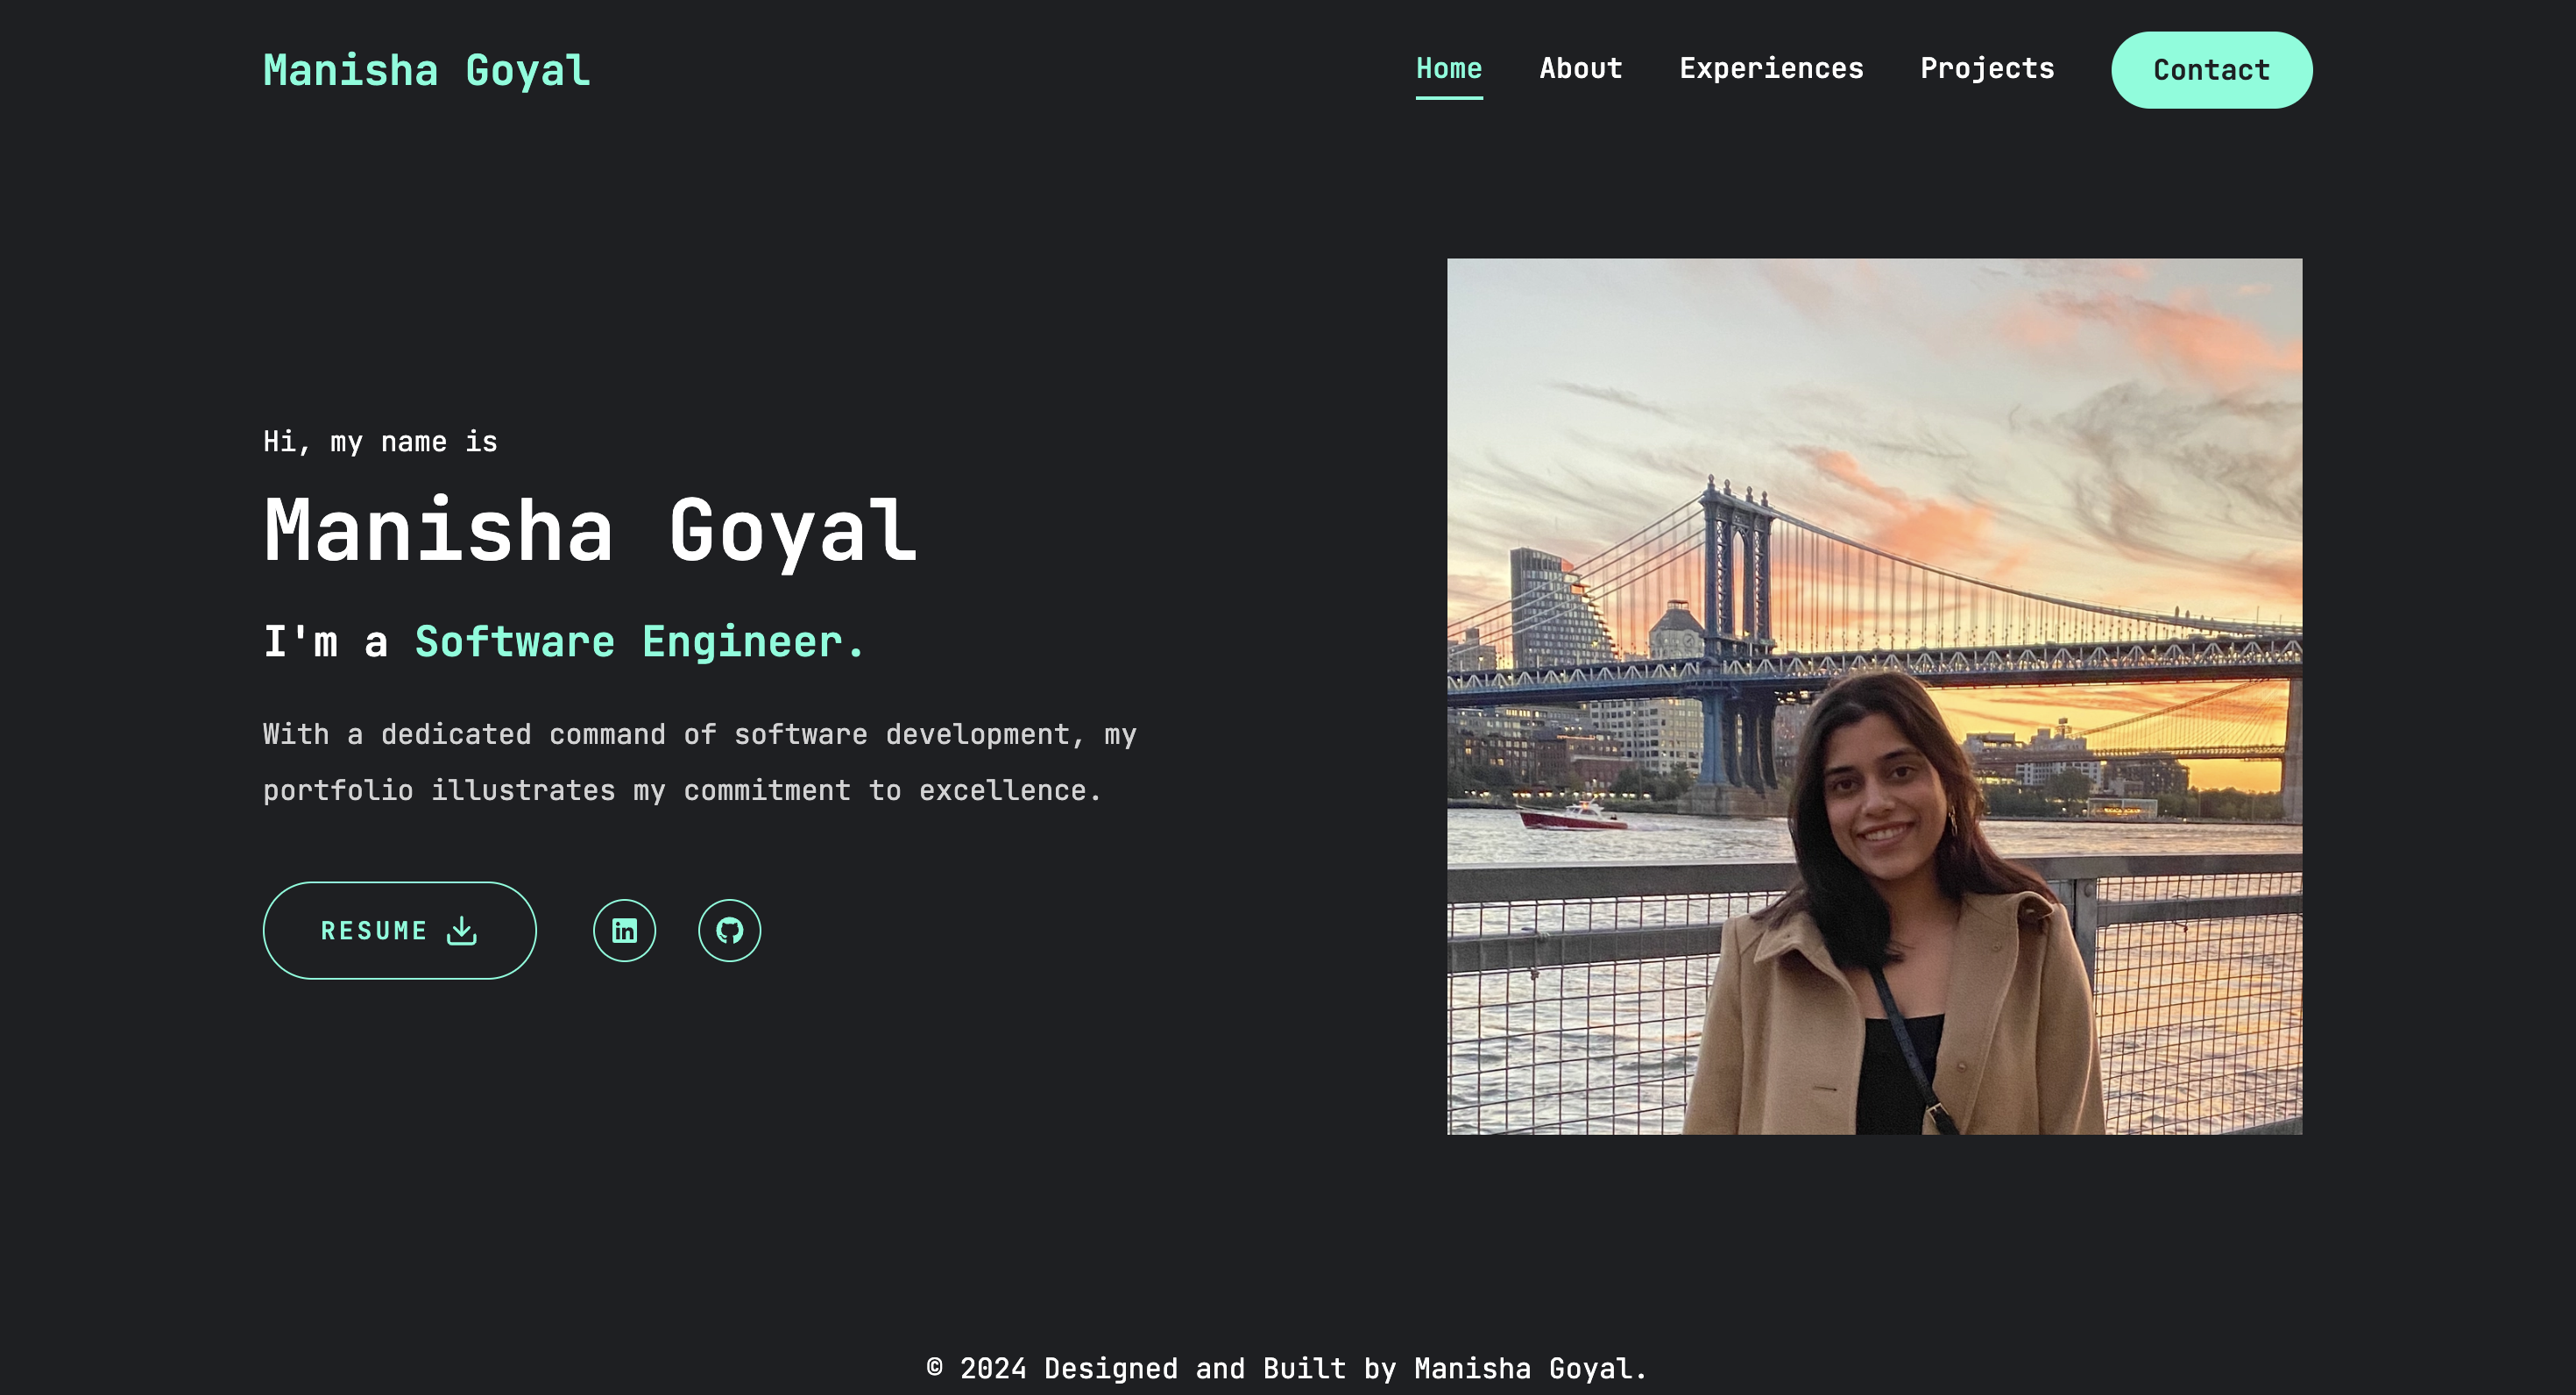 Manisha Goyal
Home About Experiences Projects Contact
Hi, my name is
Manisha Goyal
I'm a Software Engineer.
With a dedicated command of software development, my
portfolio illustrates my commitment to excellence.
RESUME
in
© 2024 Designed and Built by Manisha Goyal.